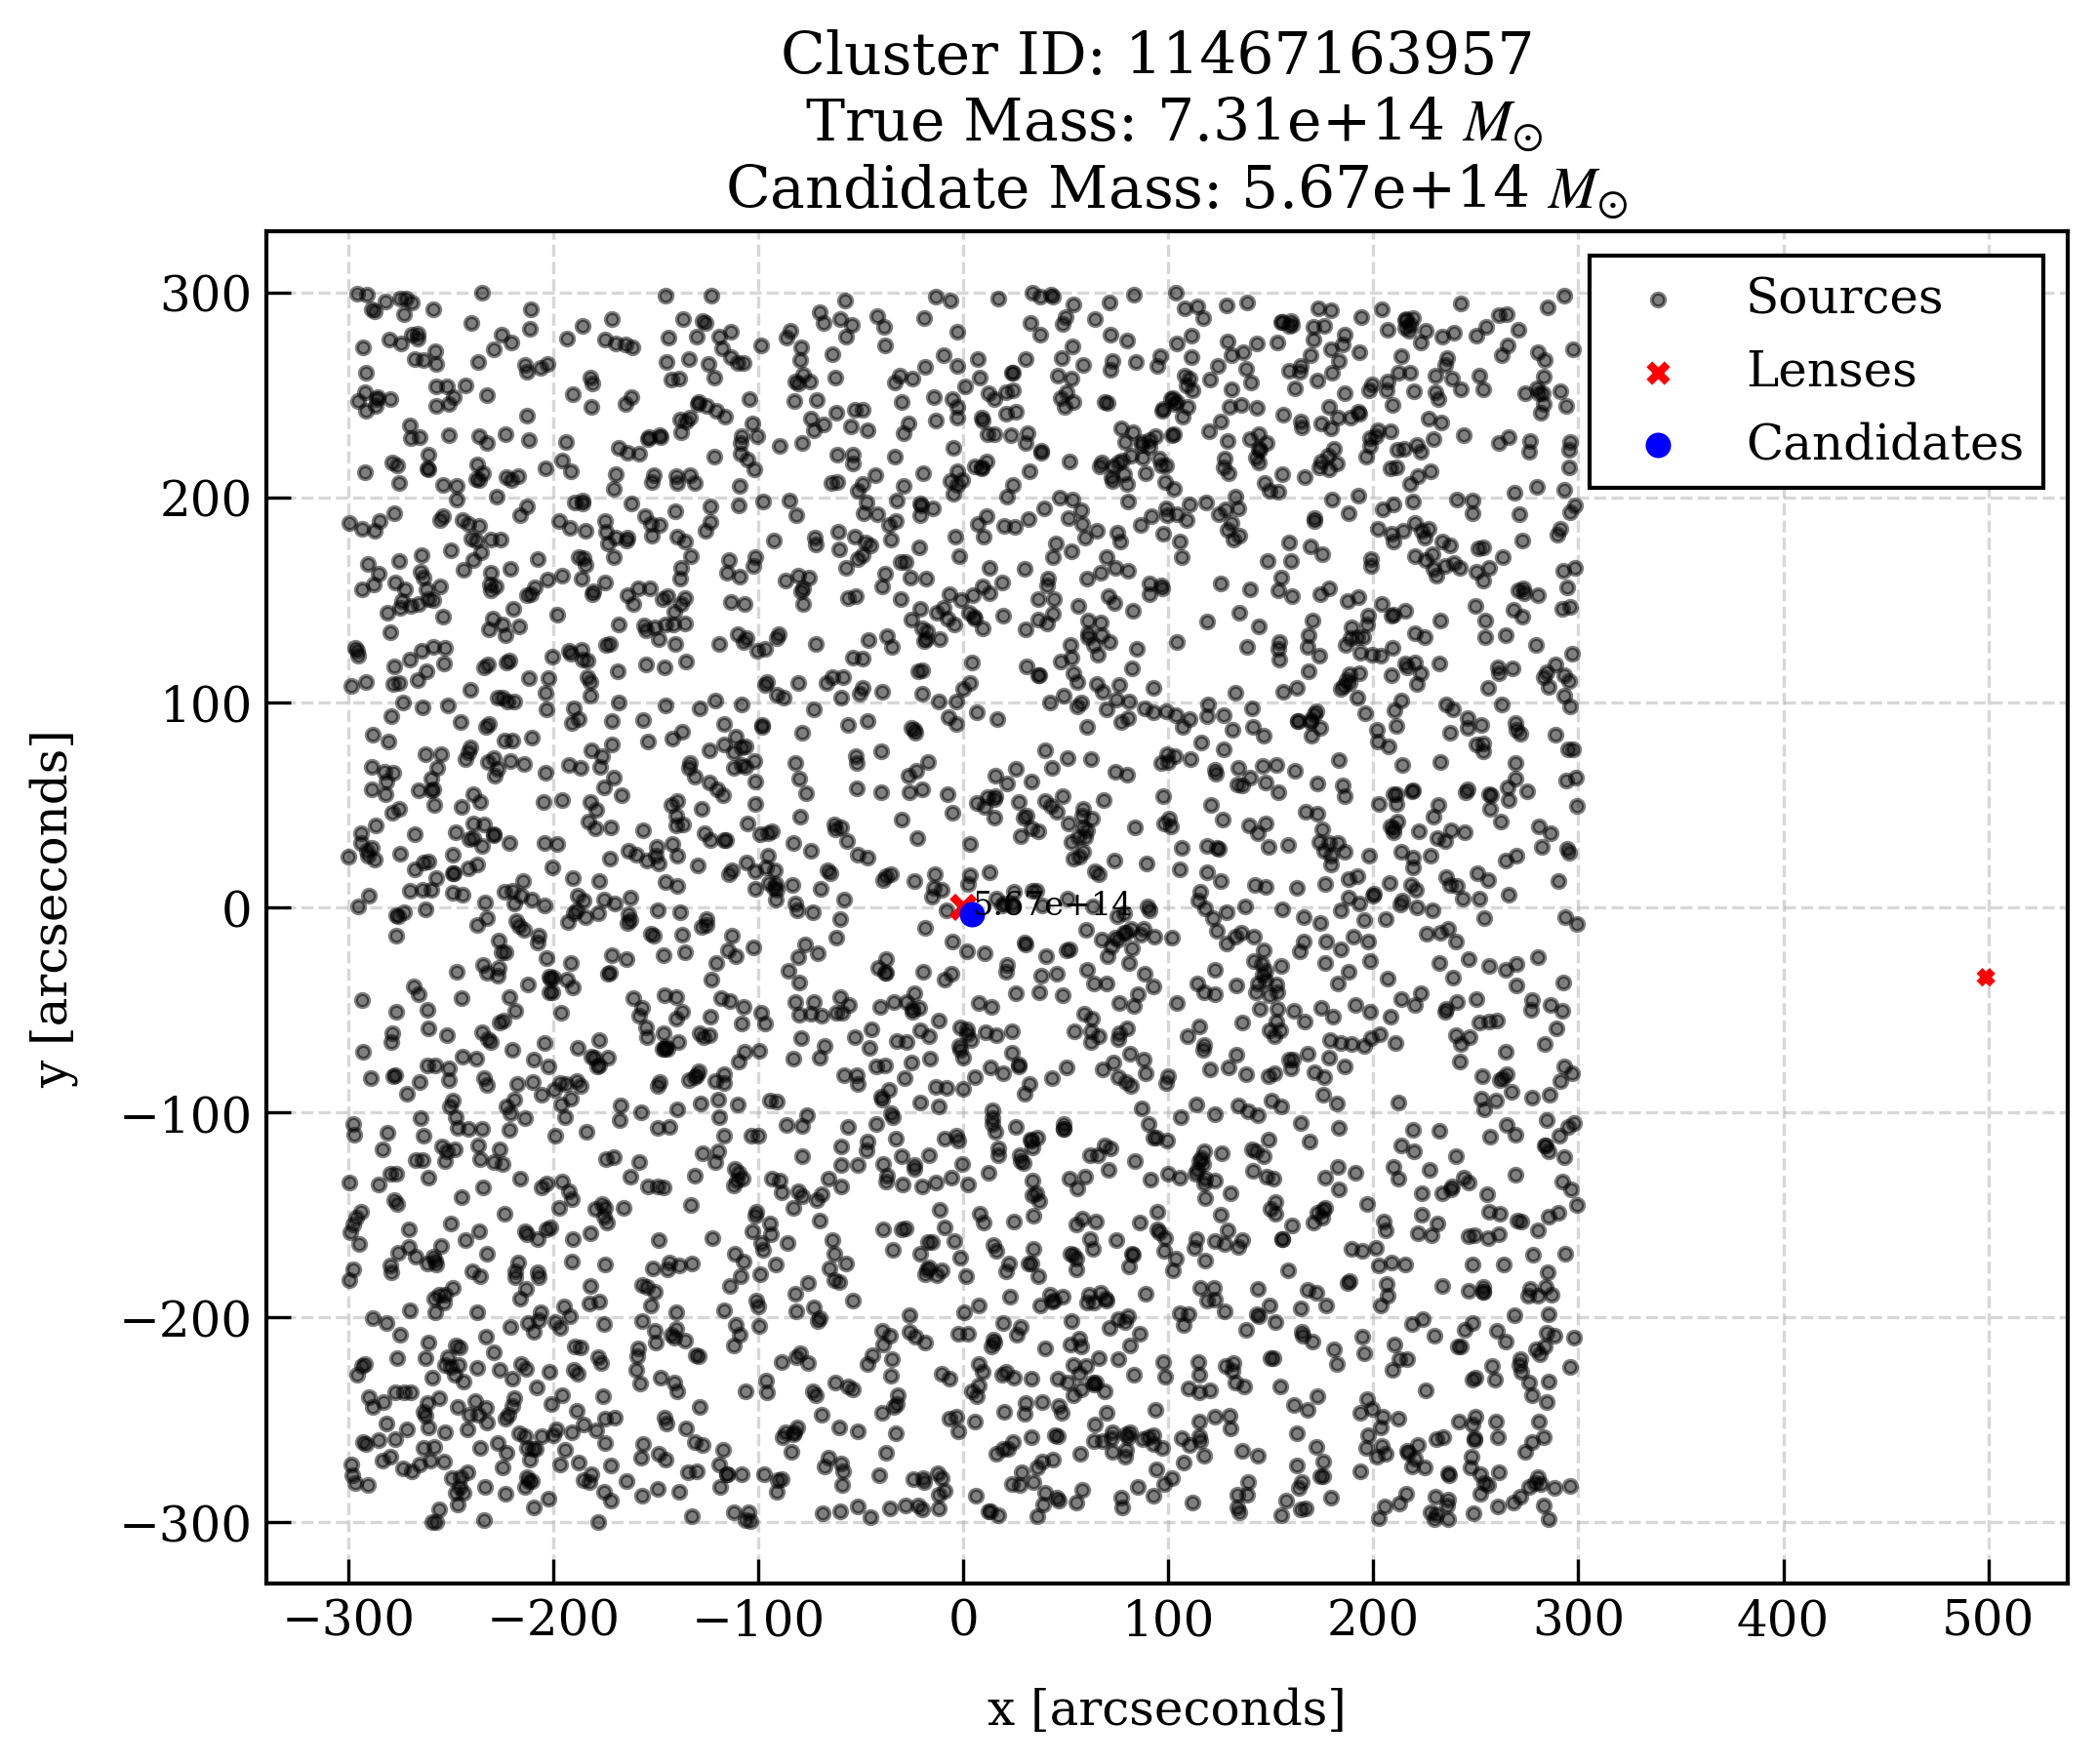 Cluster ID: 11467163957
True Mass: 7.31e+14 M☉
Candidate Mass: 5.67e+14 M☉
Sources
Lenses
Candidates
300
200
100
0
−100
−200
−300
y [arcseconds]
5.67e+14
−300 −200 −100 0 100 200 300 400 500
x [arcseconds]